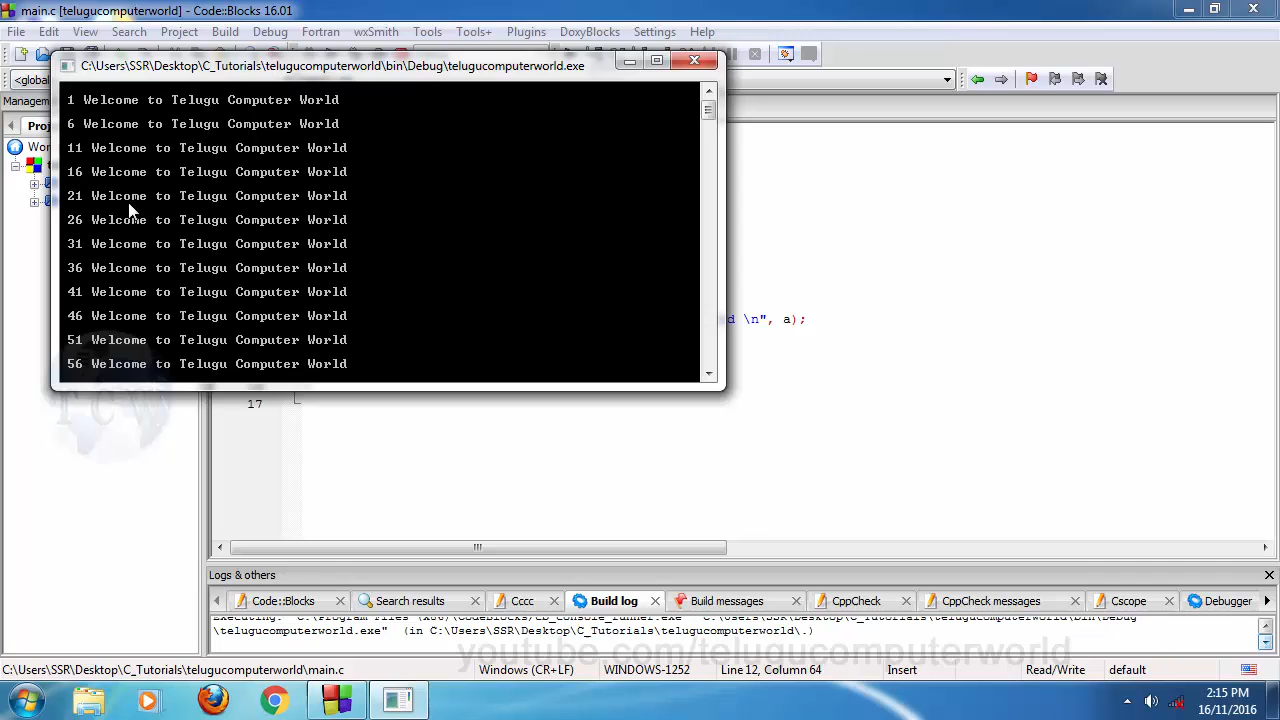 main.c [telugucomputerworld] - Code::Blocks 16.01
File Edit View Search Project Build Debug Fortran wxSmith Tools Tools+ Plugins DoxyBlocks Settings Help
C:\Users\SSR\Desktop\C_Tutorials\telugucomputerworld\bin\Debug\telugucomputerworld.exe
<global
Managem
Proj
Wor
1 Welcome to Telugu Computer World
6 Welcome to Telugu Computer World
11 Welcome to Telugu Computer World
16 Welcome to Telugu Computer World
21 Welcome to Telugu Computer World
26 Welcome to Telugu Computer World
31 Welcome to Telugu Computer World
36 Welcome to Telugu Computer World
41 Welcome to Telugu Computer World
46 Welcome to Telugu Computer World
51 Welcome to Telugu Computer World
56 Welcome to Telugu Computer World
d \n", a);
17
TCW
Logs & others
Code::Blocks Search results Cccc Build log Build messages CppCheck CppCheck messages Cscope Debugger
\telugucomputerworld.exe" (in C:\Users\SSR\Desktop\C_Tutorials\telugucomputerworld\.)
youtube.com/telugucomputerworld
C:\Users\SSR\Desktop\C_Tutorials\telugucomputerworld\main.c Windows (CR+LF) WINDOWS-1252 Line 12, Column 64 Insert Read/Write default
2:15 PM
16/11/2016